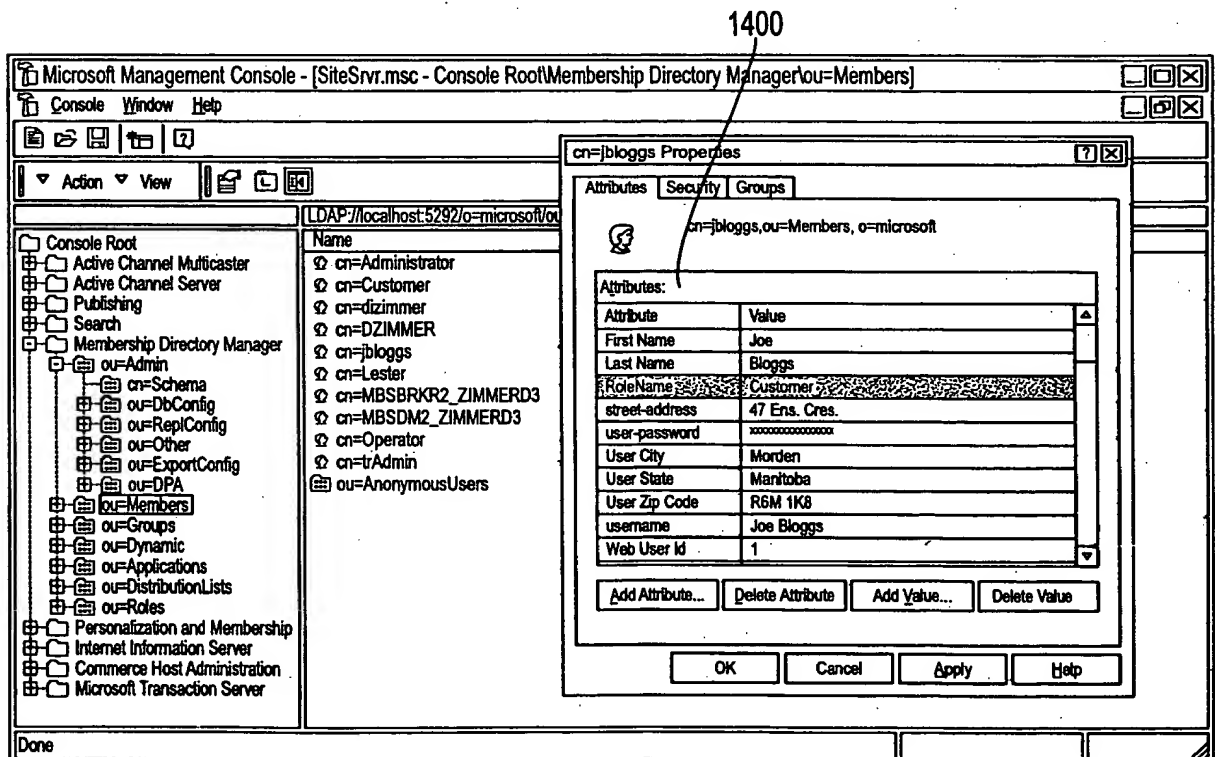 1400
Microsoft Management Console - [SiteSrvr.msc - Console Root\Membership Directory Manager\ou=Members]
Console Window Help
Action View
LDAP://localhost:5292/o=microsoft/ou
Console Root
Active Channel Multicaster
Active Channel Server
Publishing
Search
Membership Directory Manager
ou=Admin
cn=Schema
ou=DbConfig
ou=ReplConfig
ou=Other
ou=ExportConfig
ou=DPA
ou=Members
ou=Groups
ou=Dynamic
ou=Applications
ou=DistributionLists
ou=Roles
Personalization and Membership
Internet Information Server
Commerce Host Administration
Microsoft Transaction Server
Name
cn=Administrator
cn=Customer
cn=dizimmer
cn=DZIMMER
cn=jbloggs
cn=Lester
cn=MBSBRKR2_ZIMMERD3
cn=MBSDM2_ZIMMERD3
cn=Operator
cn=trAdmin
ou=AnonymousUsers
cn=jbloggs Properties
Attributes Security Groups
cn=jbloggs,ou=Members, o=microsoft
Attributes:
Attribute Value
First Name Joe
Last Name Bloggs
RoleName Customer
street-address 47 Ens. Cres.
user-password xxxxxxxxxxxxxxxx
User City Morden
User State Manitoba
User Zip Code R6M 1K8
username Joe Bloggs
Web User Id 1
Add Attribute... Delete Attribute Add Value... Delete Value
OK Cancel Apply Help
Done